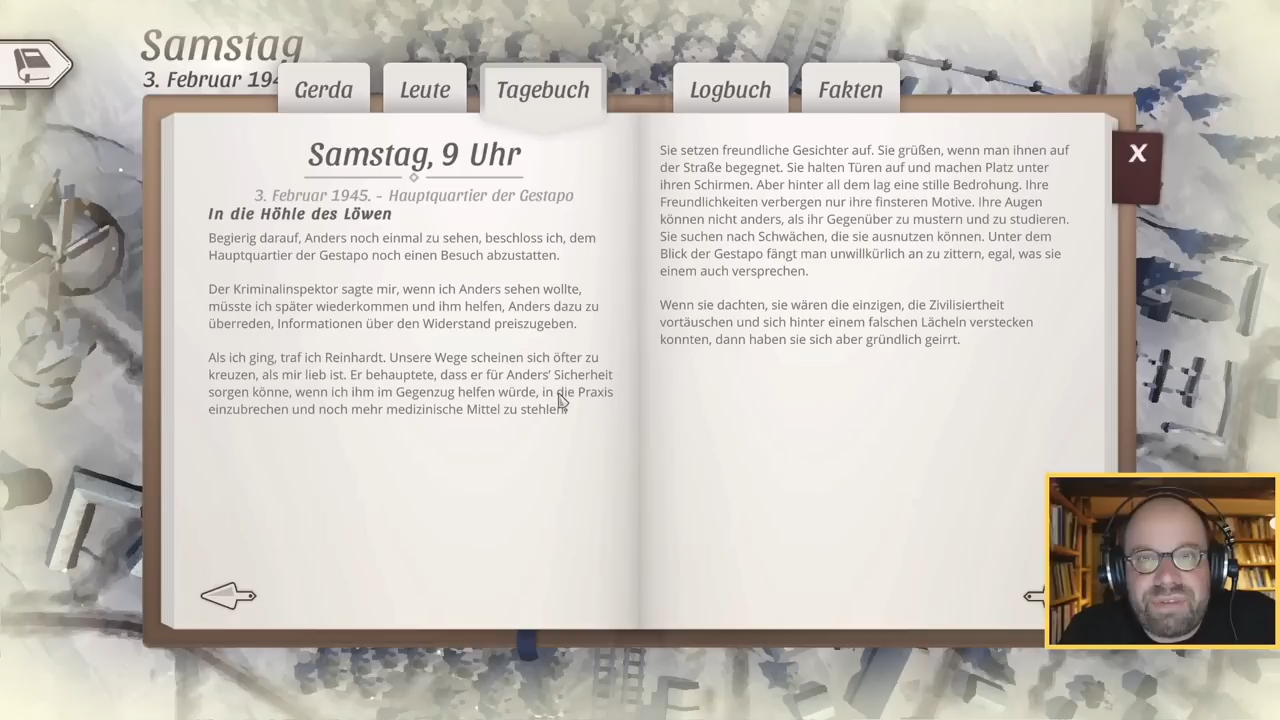 Samstag
3. Februar 194
Gerda
Leute
Tagebuch
Logbuch
Fakten
X
Samstag, 9 Uhr
3. Februar 1945. - Hauptquartier der Gestapo
In die Höhle des Löwen
Begierig darauf, Anders noch einmal zu sehen, beschloss ich, dem
Hauptquartier der Gestapo noch einen Besuch abzustatten.
Der Kriminalinspektor sagte mir, wenn ich Anders sehen wollte,
müsste ich später wiederkommen und ihm helfen, Anders dazu zu
überreden, Informationen über den Widerstand preiszugeben.
Als ich ging, traf ich Reinhardt. Unsere Wege scheinen sich öfter zu
kreuzen, als mir lieb ist. Er behauptete, dass er für Anders’ Sicherheit
sorgen könne, wenn ich ihm im Gegenzug helfen würde, in die Praxis
einzubrechen und noch mehr medizinische Mittel zu stehlen.
Sie setzen freundliche Gesichter auf. Sie grüßen, wenn man ihnen auf
der Straße begegnet. Sie halten Türen auf und machen Platz unter
ihren Schirmen. Aber hinter all dem lag eine stille Bedrohung. Ihre
Freundlichkeiten verbergen nur ihre finsteren Motive. Ihre Augen
können nicht anders, als ihr Gegenüber zu mustern und zu studieren.
Sie suchen nach Schwächen, die sie ausnutzen können. Unter dem
Blick der Gestapo fängt man unwillkürlich an zu zittern, egal, was sie
einem auch versprechen.
Wenn sie dachten, sie wären die einzigen, die Zivilisiertheit
vortäuschen und sich hinter einem falschen Lächeln verstecken
konnten, dann haben sie sich aber gründlich geirrt.